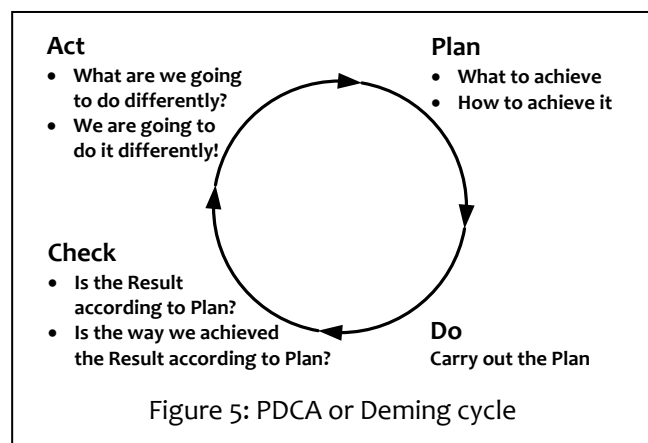 Act
• What are we going
to do differently?
• We are going to
do it differently!
Plan
• What to achieve
• How to achieve it
Check
• Is the Result
according to Plan?
• Is the way we achieved
the Result according to Plan?
Do
Carry out the Plan
Figure 5: PDCA or Deming cycle